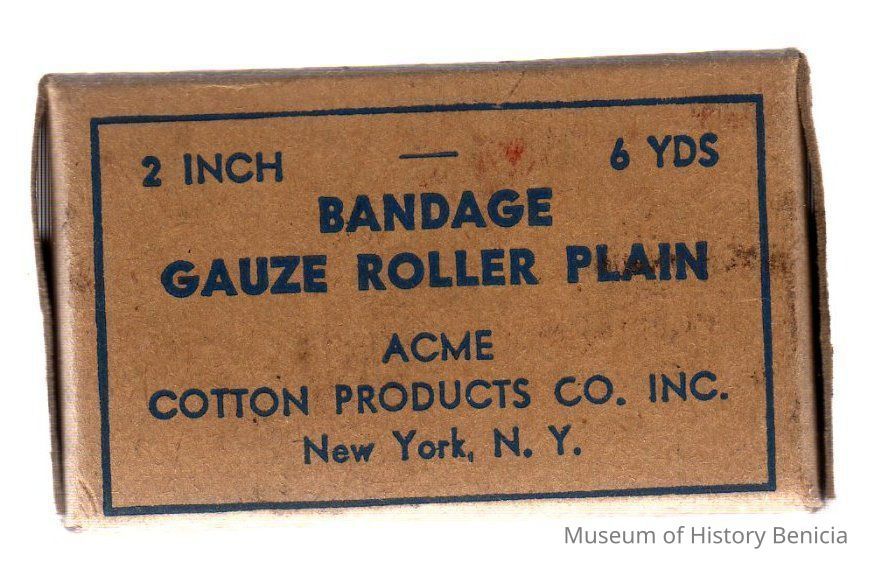 2 INCH — 6 YDS
BANDAGE
GAUZE ROLLER PLAIN
ACME
COTTON PRODUCTS CO. INC.
New York, N. Y.
Museum of History Benicia